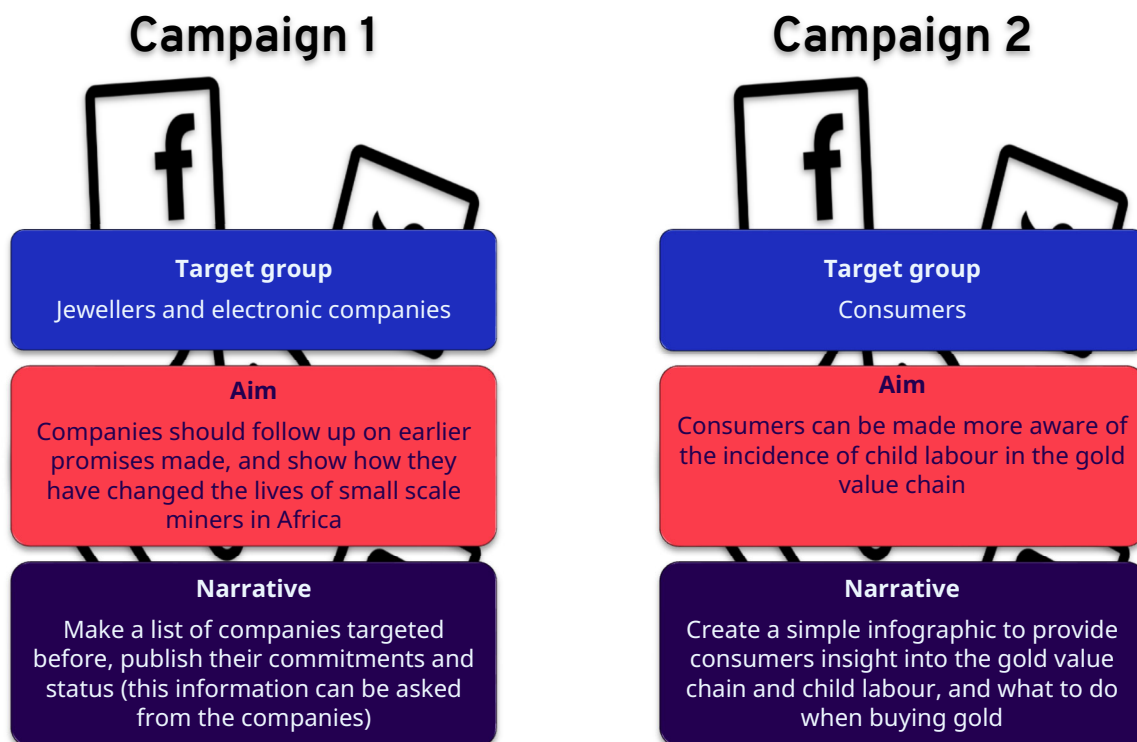 Campaign 1
Target group
Jewellers and electronic companies
Aim
Companies should follow up on earlier
promises made, and show how they
have changed the lives of small scale
miners in Africa
Narrative
Make a list of companies targeted
before, publish their commitments and
status (this information can be asked
from the companies)
Campaign 2
Target group
Consumers
Aim
Consumers can be made more aware of
the incidence of child labour in the gold
value chain
Narrative
Create a simple infographic to provide
consumers insight into the gold value
chain and child labour, and what to do
when buying gold